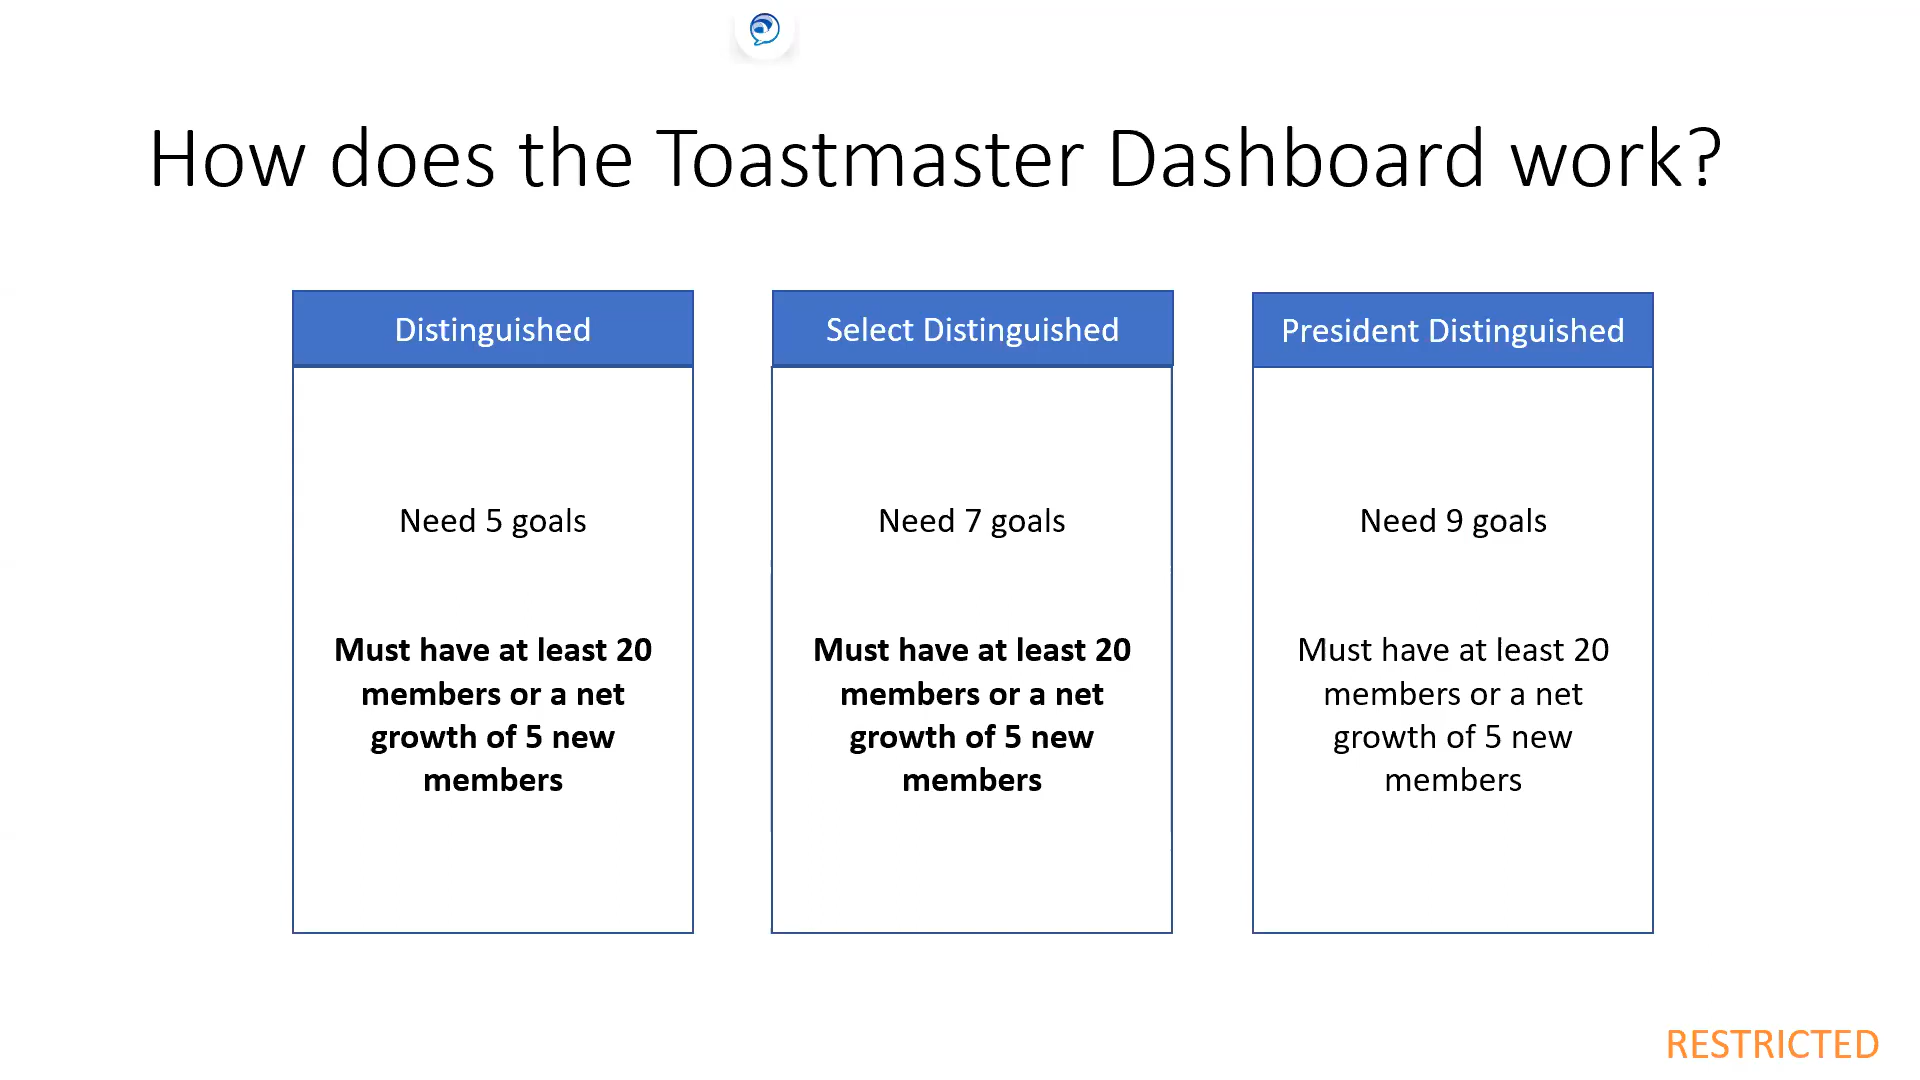 How does the Toastmaster Dashboard work?
Distinguished
Need 5 goals
Must have at least 20
members or a net
growth of 5 new
members
Select Distinguished
Need 7 goals
Must have at least 20
members or a net
growth of 5 new
members
President Distinguished
Need 9 goals
Must have at least 20
members or a net
growth of 5 new
members
RESTRICTED